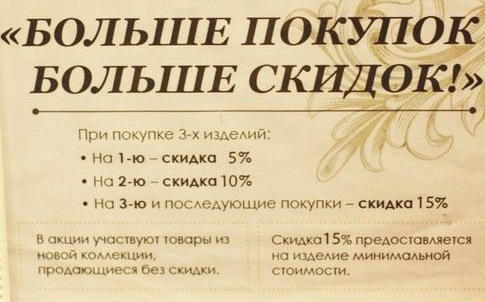 «БОЛЬШЕ ПОКУПОК
БОЛЬШЕ СКИДОК!»
При покупке 3-х изделий:
• На 1-ю – скидка 5%
• На 2-ю – скидка 10%
• На 3-ю и последующие покупки – скидка 15%
В акции участвуют товары из
новой коллекции,
продающиеся без скидки.
Скидка 15% предоставляется
на изделие минимальной
стоимости.